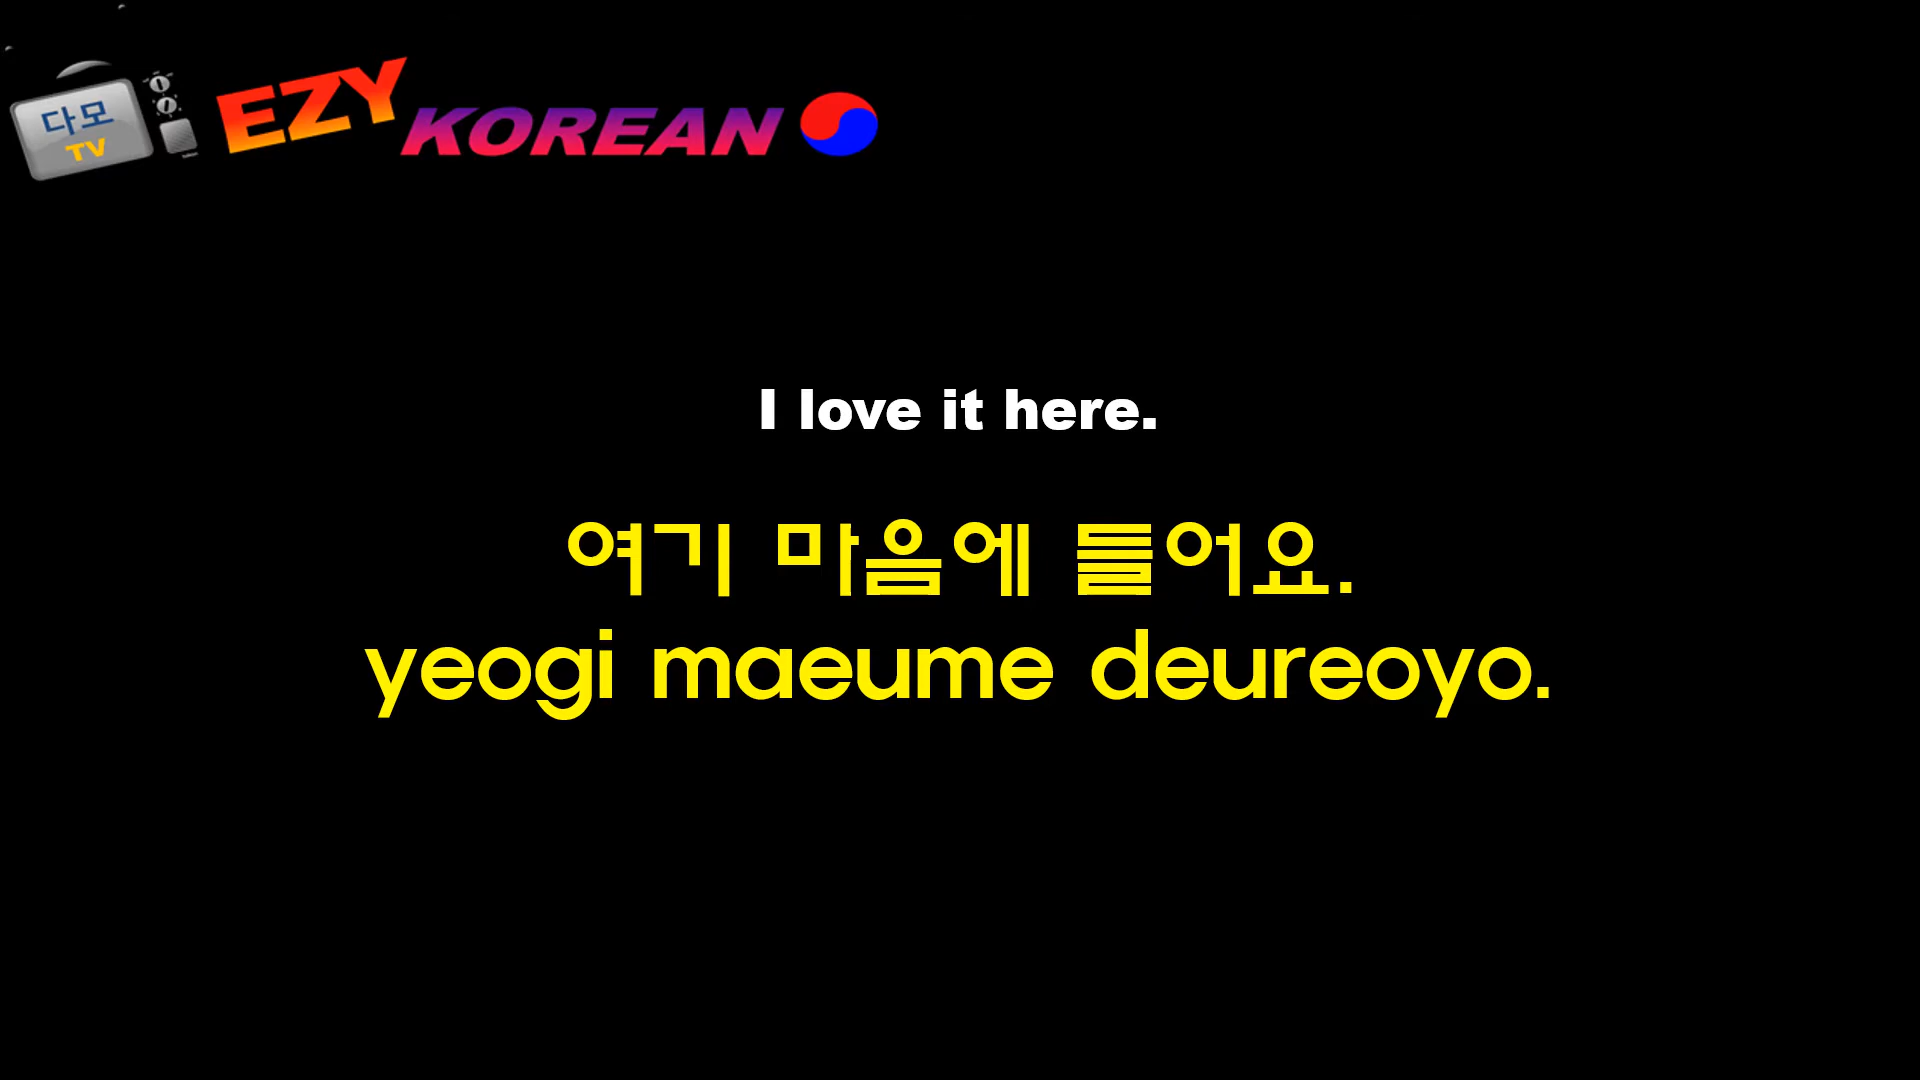 다모
TV
EZY KOREAN
I love it here.
여기 마음에 들어요.
yeogi maeume deureoyo.